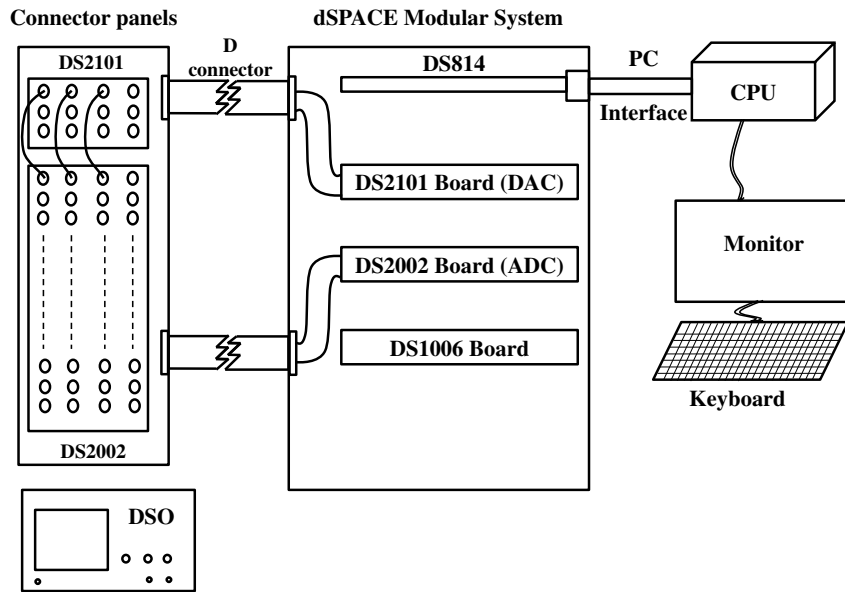 Connector panels
dSPACE Modular System
DS2101
D
connector
DS814
PC
Interface
CPU
DS2101 Board (DAC)
DS2002 Board (ADC)
DS1006 Board
Monitor
Keyboard
DS2002
DSO